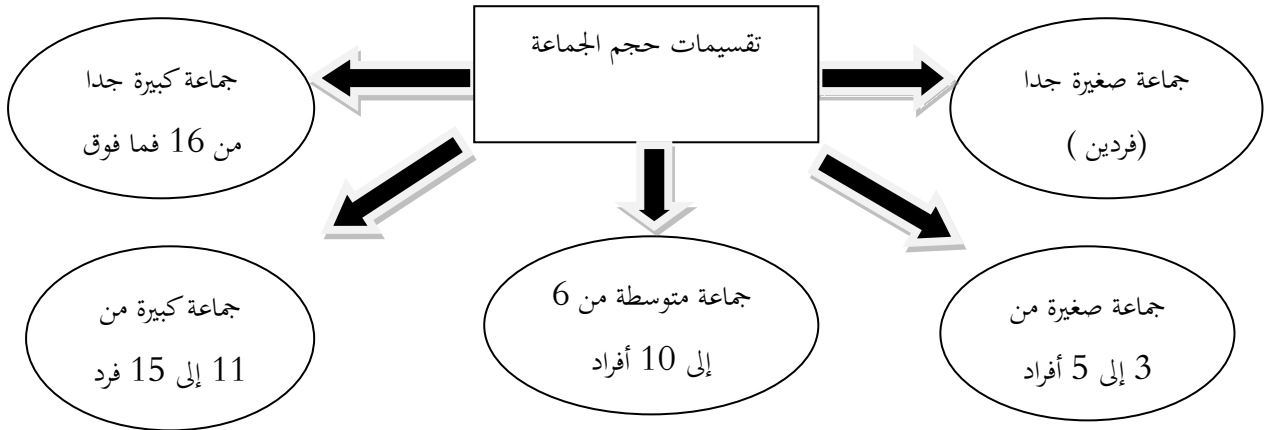 تقسيمات حجم الجماعة
جماعة صغيرة جدا
(فردين )
جماعة صغيرة من
3 إلى 5 أفراد
جماعة متوسطة من 6
إلى 10 أفراد
جماعة كبيرة من
11 إلى 15 فرد
جماعة كبيرة جدا
من 16 فما فوق